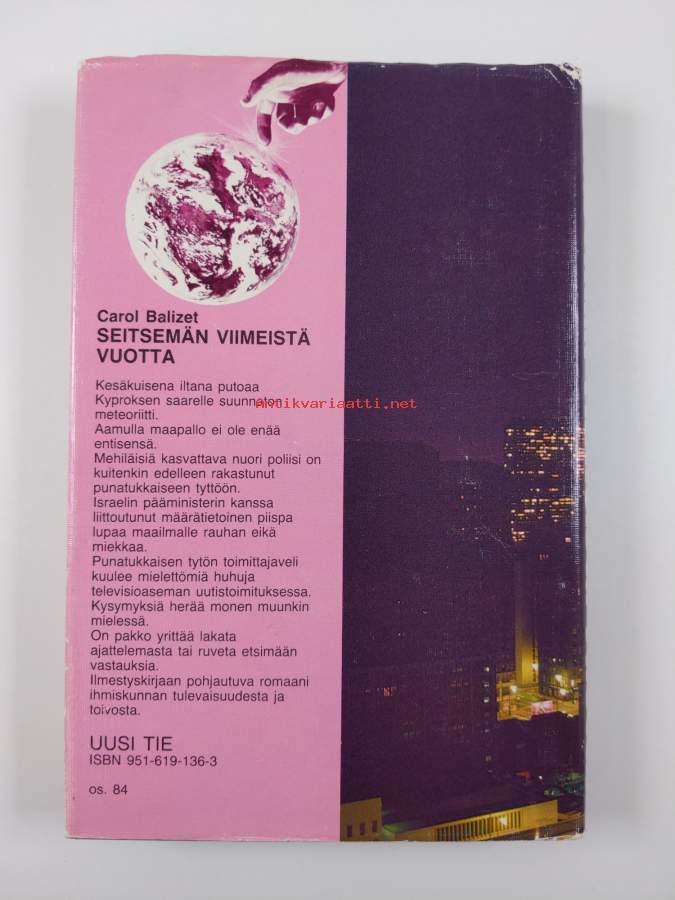 Carol Balizet
SEITSEMÄN VIIMEISTÄ
VUOTTA
Kesäkuisena iltana putoaa
Kyproksen saarelle suunnaton
antikvariaatti.net
meteoriitti.
Aamulla maapallo ei ole enää
entisensä.
Mehiläisiä kasvattava nuori poliisi on
kuitenkin edelleen rakastunut
punatukkaiseen tyttöön.
Israelin pääministerin kanssa
liittoutunut määrätietoinen piispa
lupaa maailmalle rauhan eikä
miekkaa.
Punatukkaisen tytön toimittajaveli
kuulee mielettömiä huhuja
televisioaseman uutistoimituksessa.
Kysymyksiä herää monen muunkin
mielessä.
On pakko yrittää lakata
ajattelemasta tai ruveta etsimään
vastauksia.
Ilmestyskirjaan pohjautuva romaani
ihmiskunnan tulevaisuudesta ja
toivosta.
UUSI TIE
ISBN 951-619-136-3
os. 84